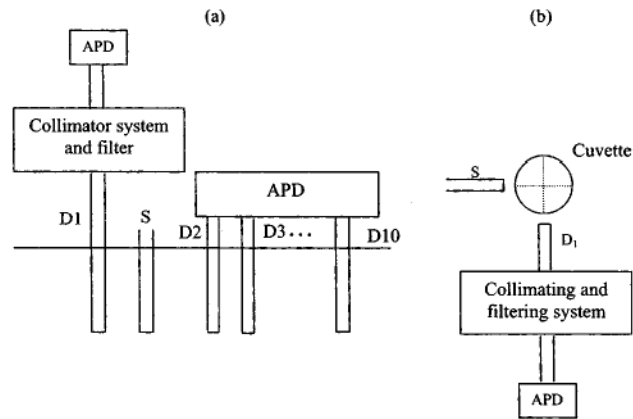 (a)
APD
Collimator system
and filter
D1
S
D2
APD
D3...
D10
(b)
S
Cuvette
D1
Collimating and
filtering system
APD